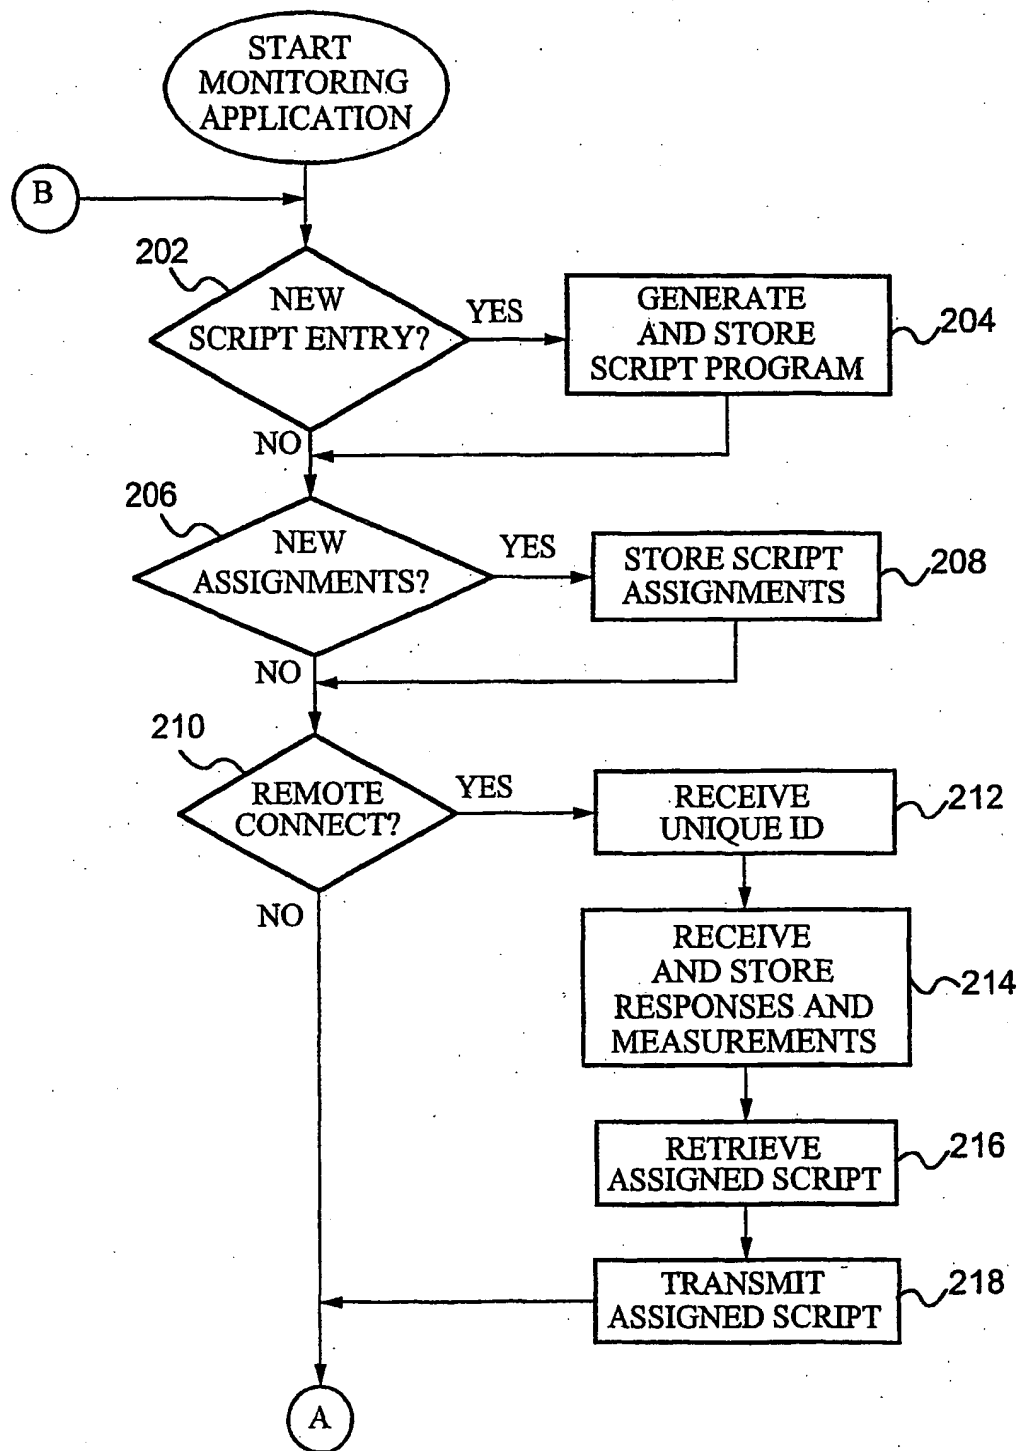 START
MONITORING
APPLICATION
B
202
NEW
SCRIPT ENTRY?
YES
GENERATE
AND STORE
SCRIPT PROGRAM
204
NO
206
NEW
ASSIGNMENTS?
YES
STORE SCRIPT
ASSIGNMENTS
208
NO
210
REMOTE
CONNECT?
YES
RECEIVE
UNIQUE ID
212
NO
RECEIVE
AND STORE
RESPONSES AND
MEASUREMENTS
214
RETRIEVE
ASSIGNED SCRIPT
216
TRANSMIT
ASSIGNED SCRIPT
218
A